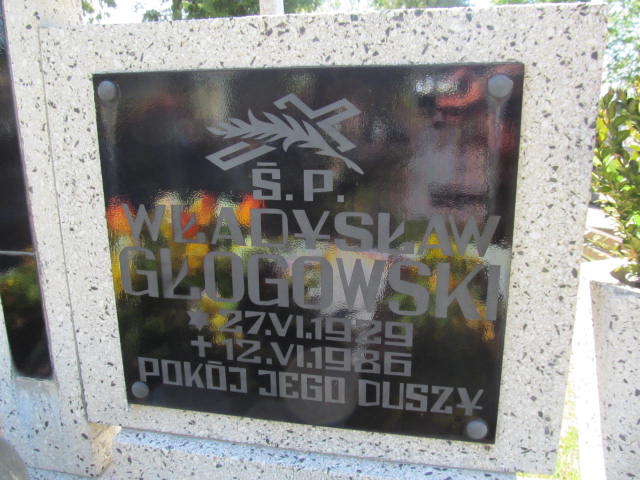 Ś.P.
WŁADYSŁAW
GŁOGOWSKI
* 27.VI.1929
+ 12.VI.1986
POKÓJ JEGO DUSZY